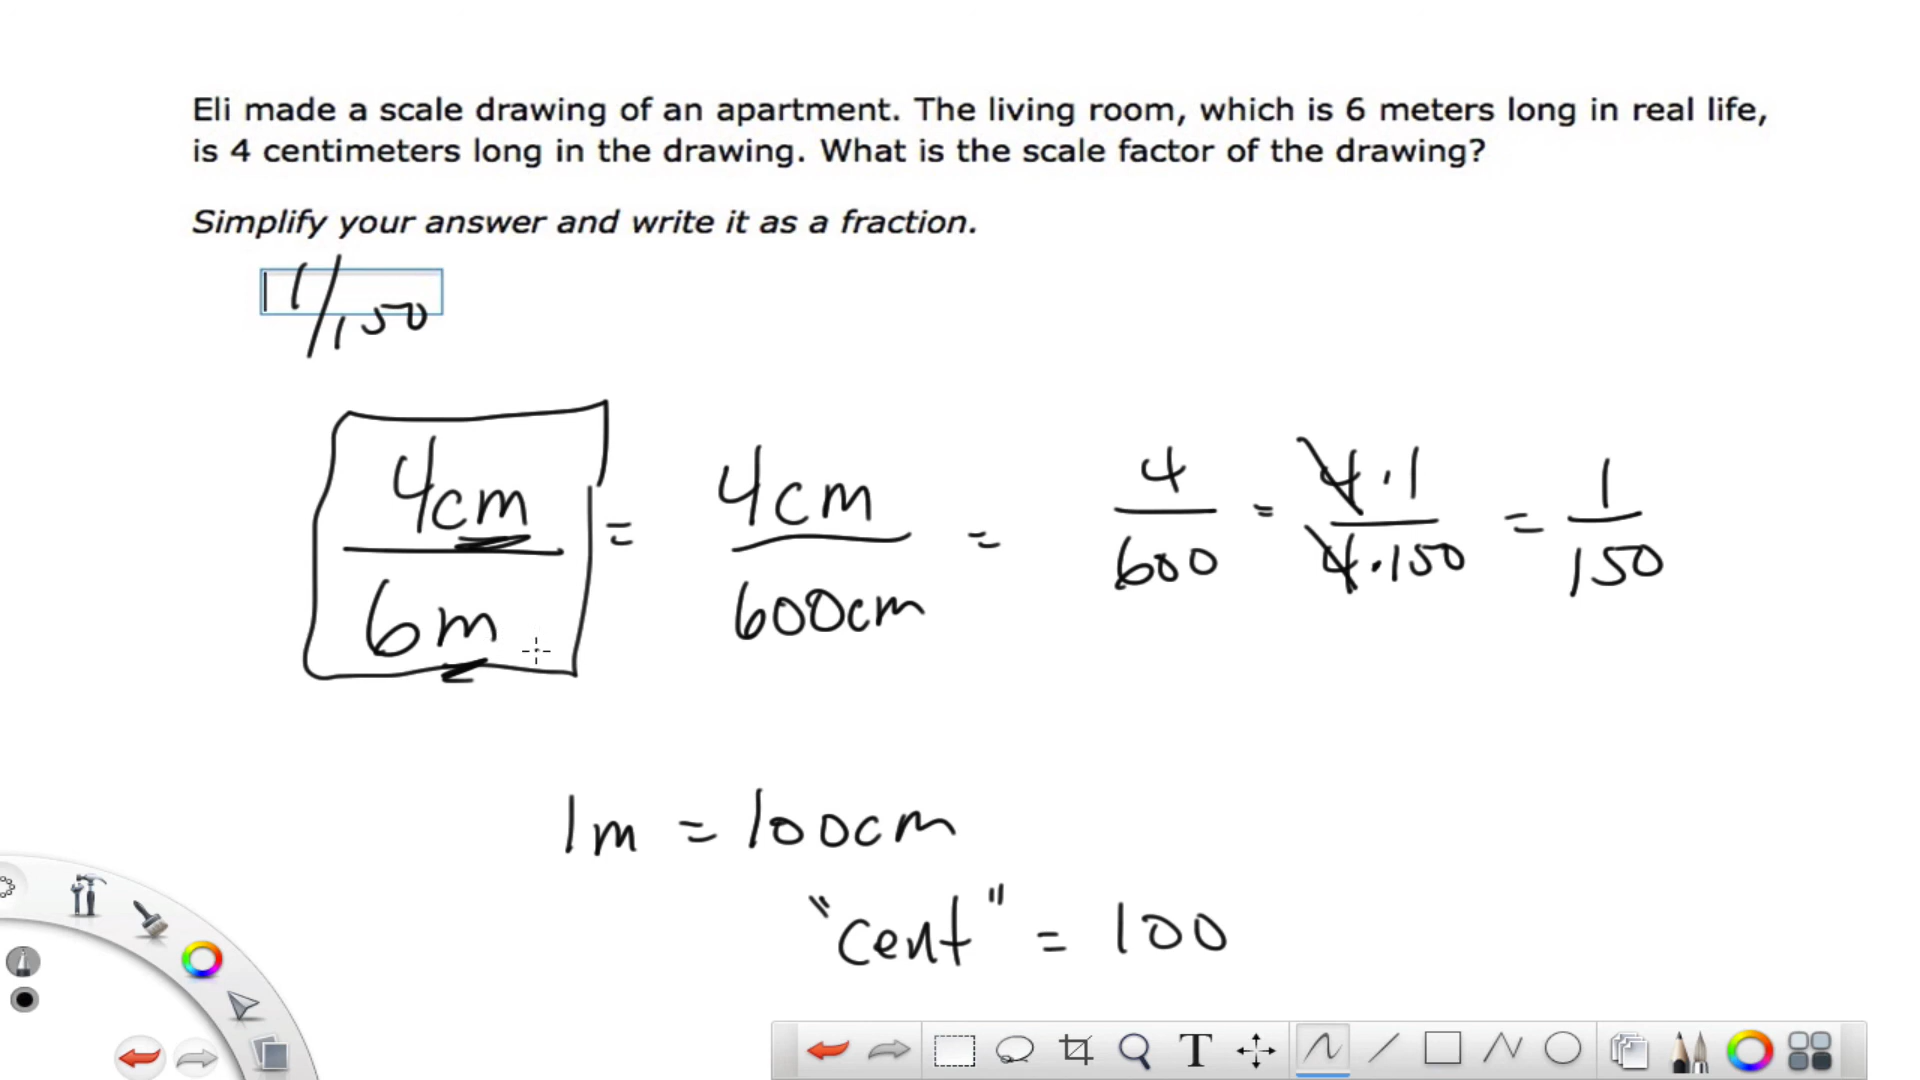 Eli made a scale drawing of an apartment. The living room, which is 6 meters long in real life,
is 4 centimeters long in the drawing. What is the scale factor of the drawing?
Simplify your answer and write it as a fraction.
1/150
4cm/6m = 4cm/600cm = 4/600 = 4·1/4·150 = 1/150
1m = 100cm
"cent" = 100
T